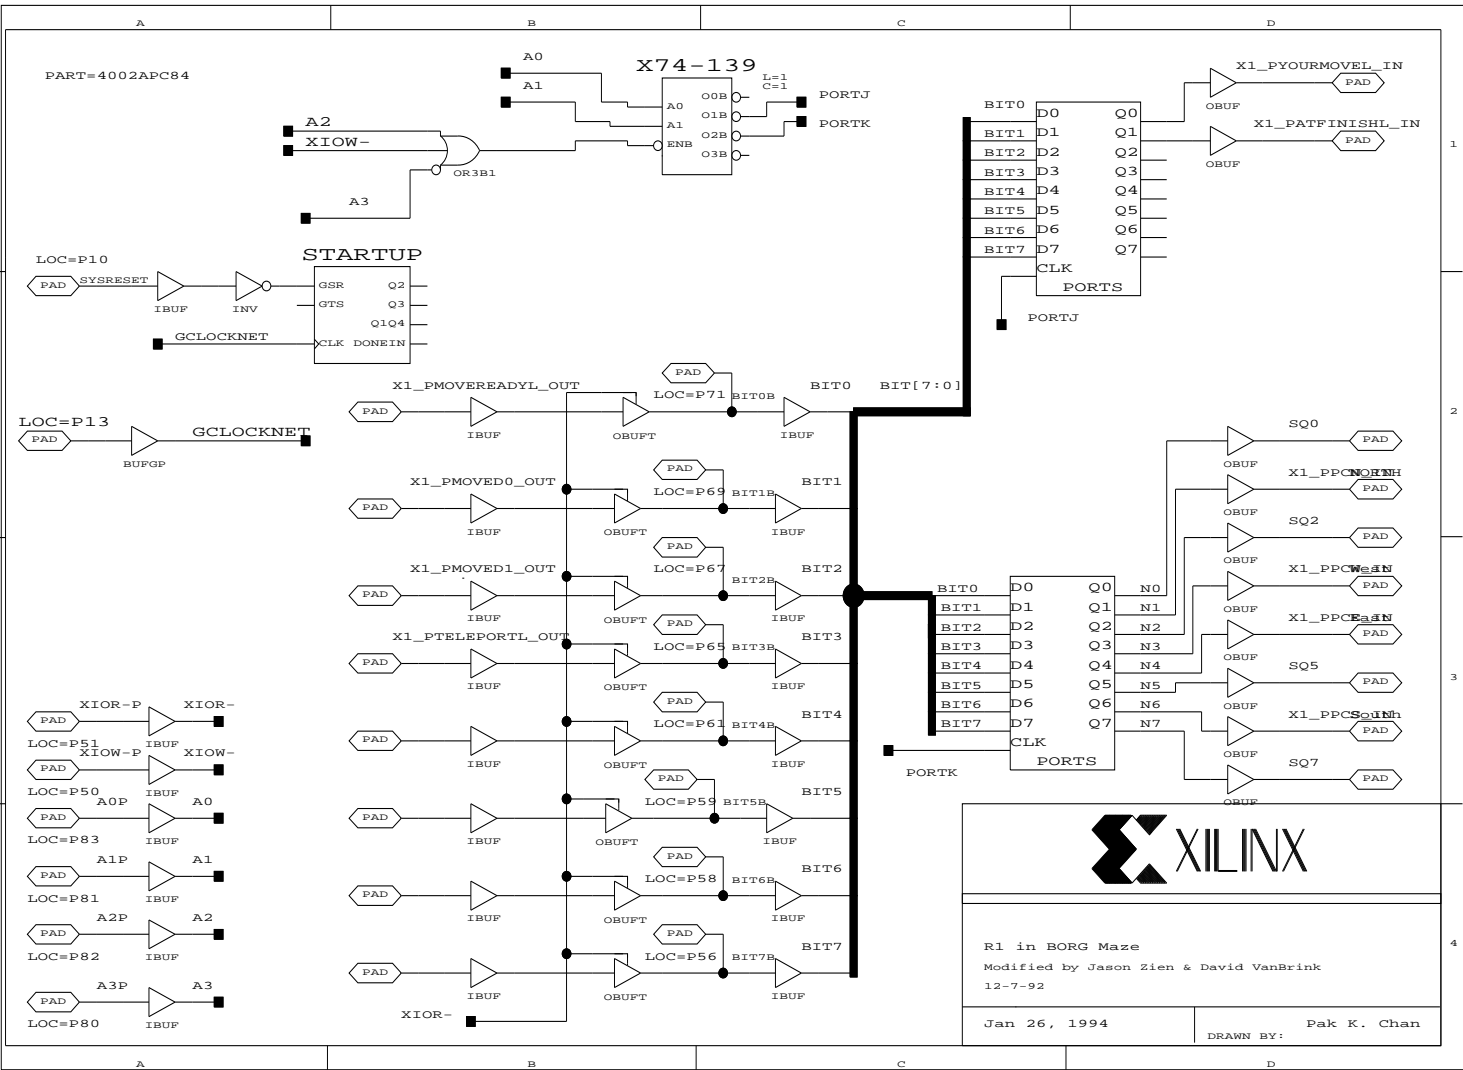 A B C D
PART=4002APC84
A0
A1
A2
XIOW-
A3
OR3B1
X74-139
L=1
C=1
A0
A1
ENB
O0B
O1B
O2B
O3B
PORTJ
PORTK
BIT0
BIT1
BIT2
BIT3
BIT4
BIT5
BIT6
BIT7
D0 Q0
D1 Q1
D2 Q2
D3 Q3
D4 Q4
D5 Q5
D6 Q6
D7 Q7
CLK
PORTS
PORTJ
X1_PYOURMOVEL_IN
PAD
OBUF
X1_PATFINISHL_IN
PAD
OBUF
1
LOC=P10
PAD
SYSRESET
IBUF
INV
STARTUP
GSR Q2
GTS Q3
Q1Q4
CLK DONEIN
GCLOCKNET
LOC=P13
PAD
BUFGP
GCLOCKNET
2
X1_PMOVEREADYL_OUT
PAD
IBUF
OBUFT
PAD
LOC=P71
BIT0B
IBUF
BIT0
BIT[7:0]
X1_PMOVED0_OUT
PAD
IBUF
OBUFT
PAD
LOC=P69
BIT1B
IBUF
BIT1
X1_PMOVED1_OUT
PAD
IBUF
OBUFT
PAD
LOC=P67
BIT2B
IBUF
BIT2
X1_PTELEPORTL_OUT
PAD
IBUF
OBUFT
PAD
LOC=P65
BIT3B
IBUF
BIT3
PAD
IBUF
OBUFT
PAD
LOC=P61
BIT4B
IBUF
BIT4
PAD
IBUF
OBUFT
PAD
LOC=P59
BIT5B
IBUF
BIT5
PAD
IBUF
OBUFT
PAD
LOC=P58
BIT6B
IBUF
BIT6
PAD
IBUF
OBUFT
PAD
LOC=P56
BIT7B
IBUF
BIT7
XIOR-
BIT0
BIT1
BIT2
BIT3
BIT4
BIT5
BIT6
BIT7
D0 Q0
D1 Q1
D2 Q2
D3 Q3
D4 Q4
D5 Q5
D6 Q6
D7 Q7
CLK
PORTS
PORTK
N0
N1
N2
N3
N4
N5
N6
N7
SQ0
PAD
OBUF
PAD
OBUF
SQ2
PAD
OBUF
PAD
OBUF
PAD
OBUF
SQ5
PAD
OBUF
PAD
OBUF
SQ7
PAD
OBUF
3
XIOR-P XIOR-
PAD
LOC=P51 IBUF
XIOW-P XIOW-
PAD
LOC=P50 IBUF
A0P A0
PAD
LOC=P83 IBUF
A1P A1
PAD
LOC=P81 IBUF
A2P A2
PAD
LOC=P82 IBUF
A3P A3
PAD
LOC=P80 IBUF
4
XILINX
R1 in BORG Maze
Modified by Jason Zien & David VanBrink
12-7-92
Jan 26, 1994
DRAWN BY: Pak K. Chan
A B C D